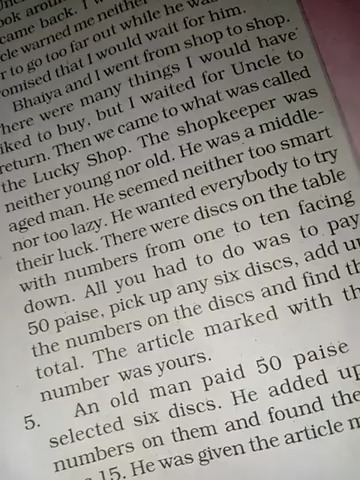 came back. I
cle warned me neither
to go too far out while he
omised that I would wait for him.
Bhaiya and I went from shop to shop.
here were many things I would have
iked to buy, but I waited for Uncle to
return. Then we came to what was called
the Lucky Shop. The shopkeeper was
neither young nor old. He was a middle-
aged man. He seemed neither too smart
nor too lazy. He wanted everybody to try
their luck. There were discs on the table
with numbers from one to ten facing
down. All you had to do was to pay
50 paise, pick up any six discs, add u
the numbers on the discs and find th
total. The article marked with th
number was yours.
5. An old man paid 50 paise
selected six discs. He added up
numbers on them and found the
15. He was given the article m